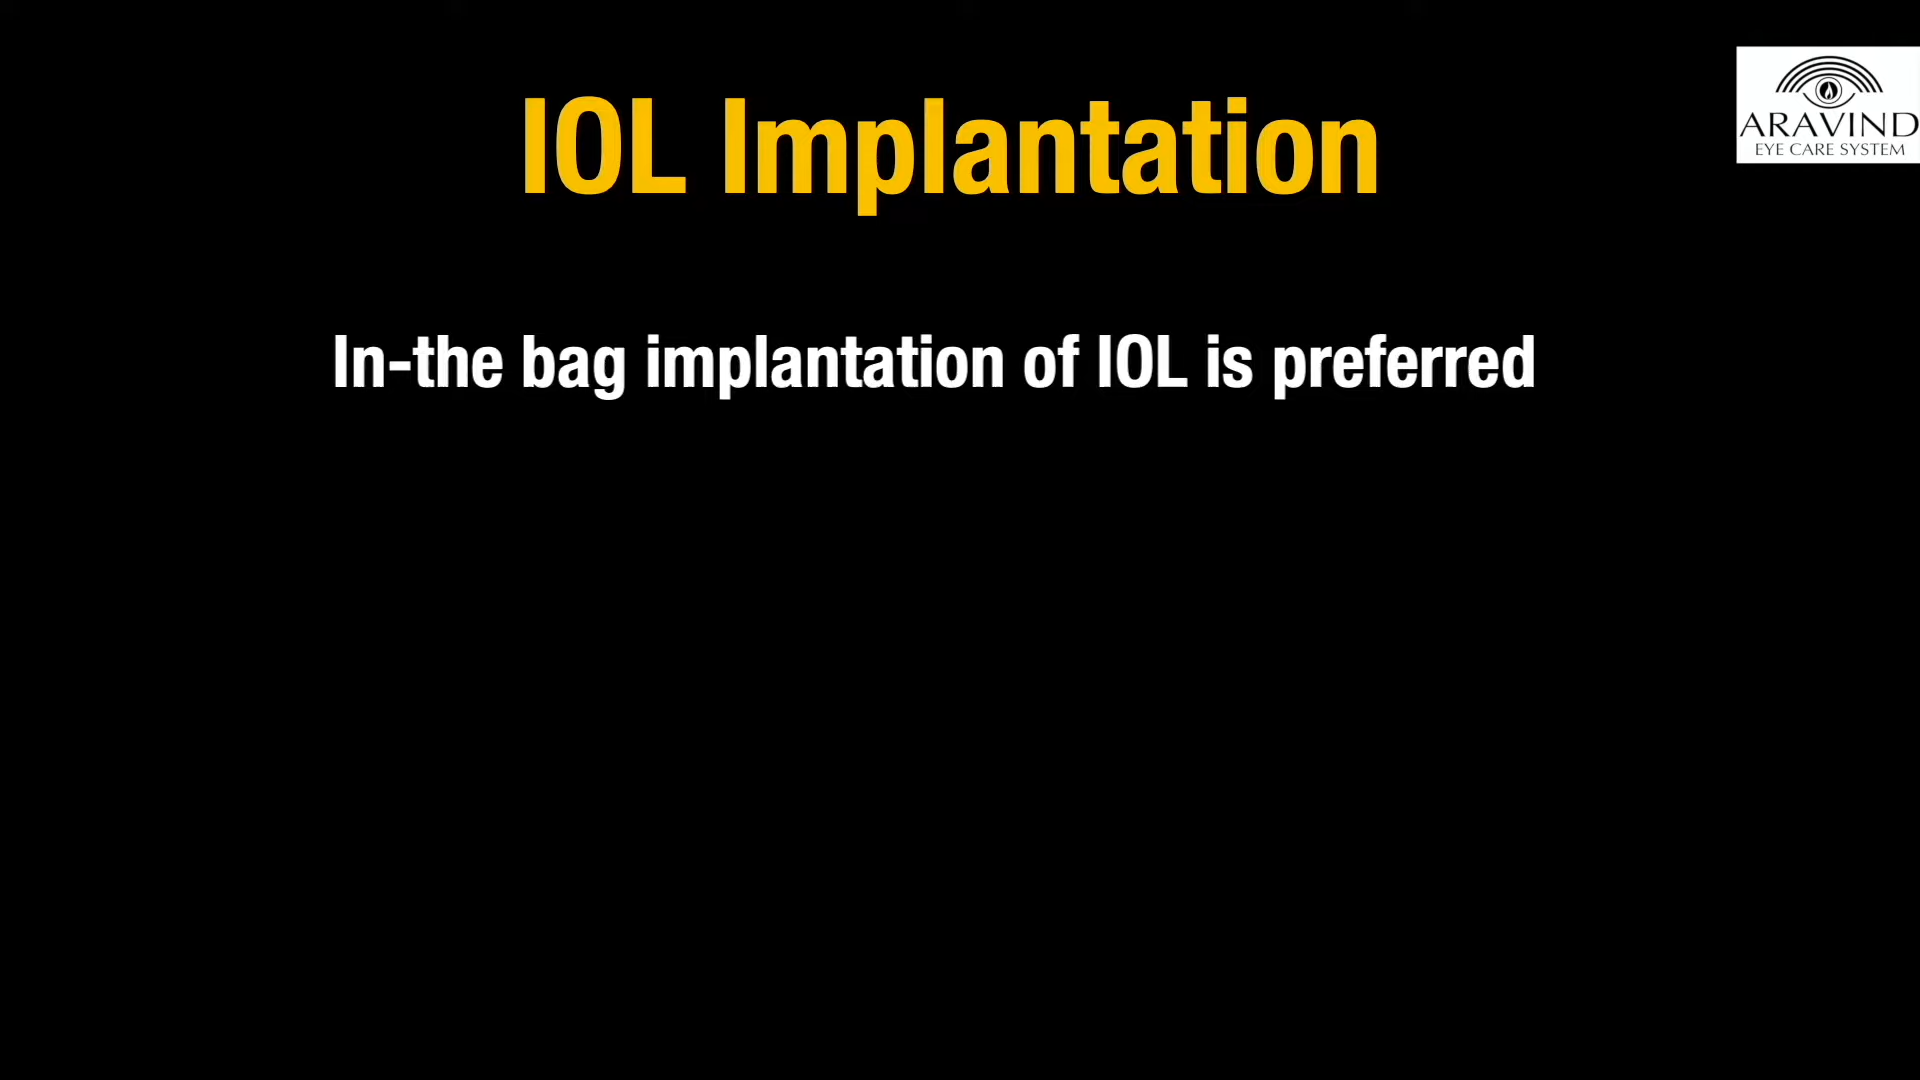 IOL Implantation
ARAVIND
EYE CARE SYSTEM
In-the bag implantation of IOL is preferred